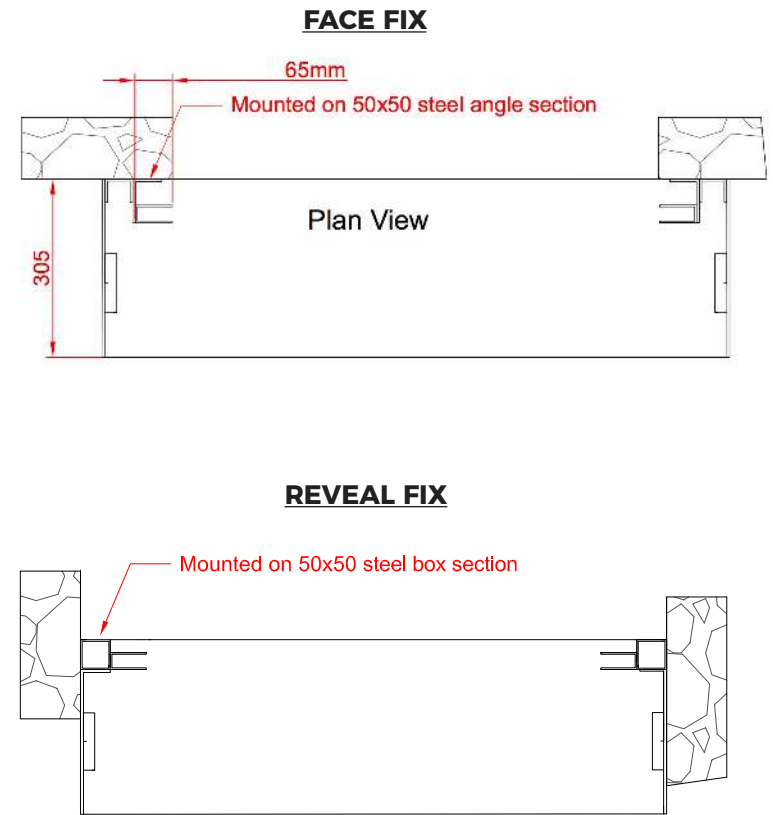 FACE FIX
65mm
Mounted on 50x50 steel angle section
Plan View
305
REVEAL FIX
Mounted on 50x50 steel box section